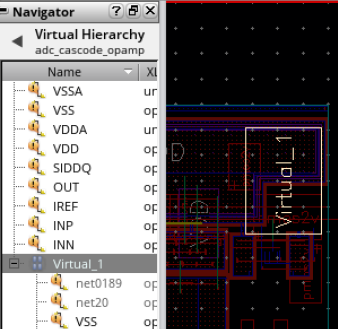 Navigator
Virtual Hierarchy
adc_cascode_opamp
Name XL
VSSA ur
VSS op
VDDA ur
VDD op
SIDDQ op
OUT op
IREF op
INP op
INN op
Virtual_1
net0189 op
net20 op
VSS op
Virtual_1